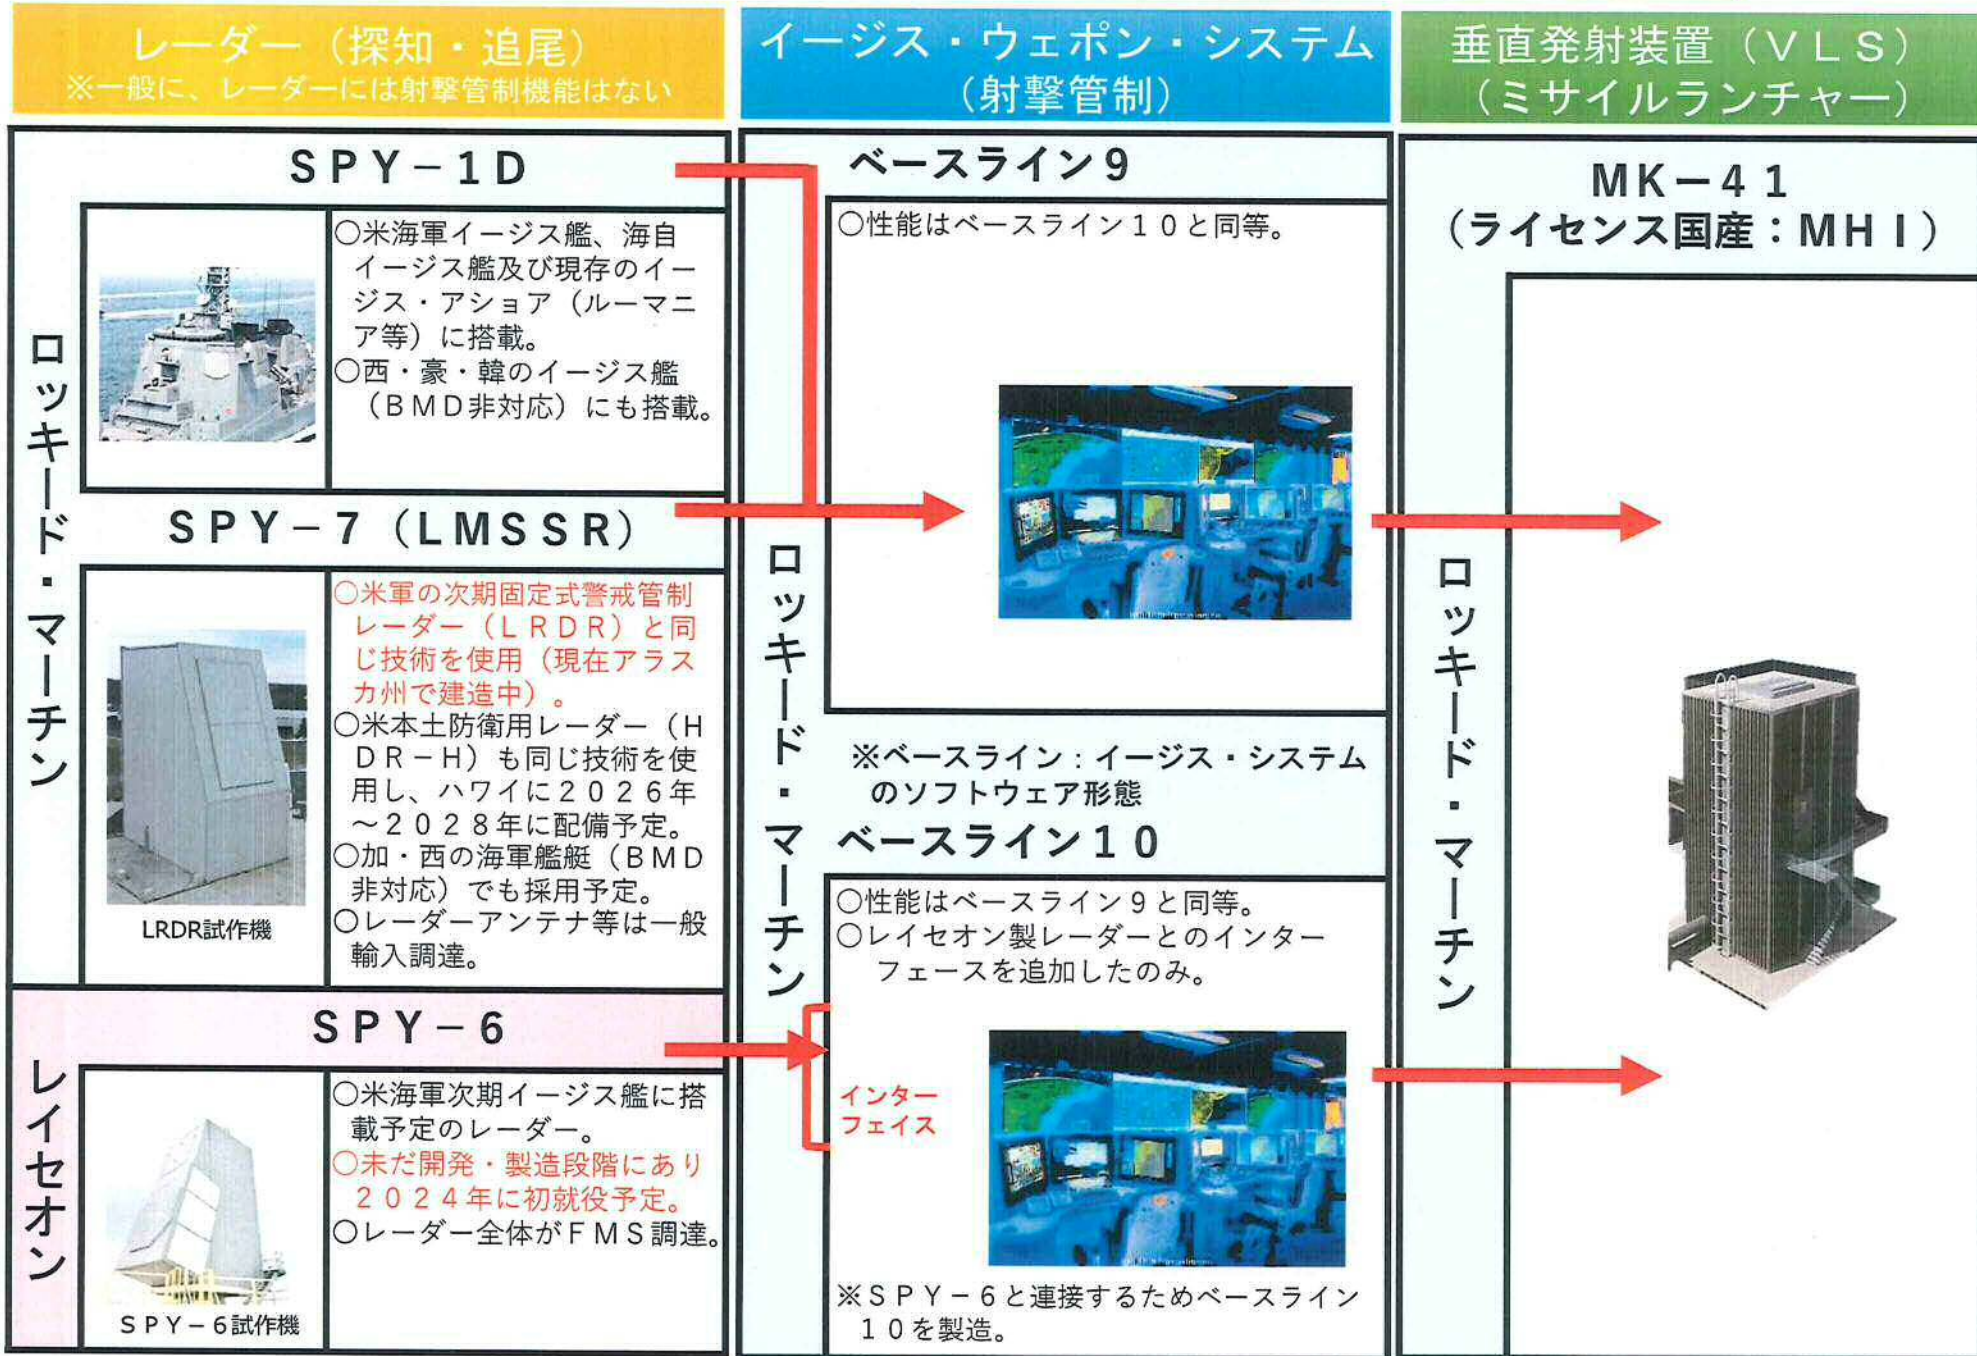 レーダー（探知・追尾）
※一般に、レーダーには射撃管制機能はない
イージス・ウェポン・システム
（射撃管制）
垂直発射装置（ＶＬＳ）
（ミサイルランチャー）
ロッキード・マーチン
ＳＰＹ－１Ｄ
○米海軍イージス艦、海自
イージス艦及び現存のイー
ジス・アショア（ルーマニ
ア等）に搭載。
○西・豪・韓のイージス艦
（ＢＭＤ非対応）にも搭載。
ＳＰＹ－７（ＬＭＳＳＲ）
○米軍の次期固定式警戒管制
レーダー（ＬＲＤＲ）と同
じ技術を使用（現在アラス
カ州で建造中）。
○米本土防衛用レーダー（Ｈ
ＤＲ－Ｈ）も同じ技術を使
用し、ハワイに２０２６年
～２０２８年に配備予定。
○加・西の海軍艦艇（ＢＭＤ
非対応）でも採用予定。
○レーダーアンテナ等は一般
輸入調達。
LRDR試作機
レイセオン
ＳＰＹ－６
○米海軍次期イージス艦に搭
載予定のレーダー。
○未だ開発・製造段階にあり
２０２４年に初就役予定。
○レーダー全体がＦＭＳ調達。
ＳＰＹ－６試作機
ロッキード・マーチン
ベースライン９
○性能はベースライン１０と同等。
※ベースライン：イージス・システム
のソフトウェア形態
ベースライン１０
○性能はベースライン９と同等。
○レイセオン製レーダーとのインター
フェースを追加したのみ。
インター
フェイス
※ＳＰＹ－６と連接するためベースライン
１０を製造。
ＭＫ－４１
（ライセンス国産：ＭＨＩ）
ロッキード・マーチン